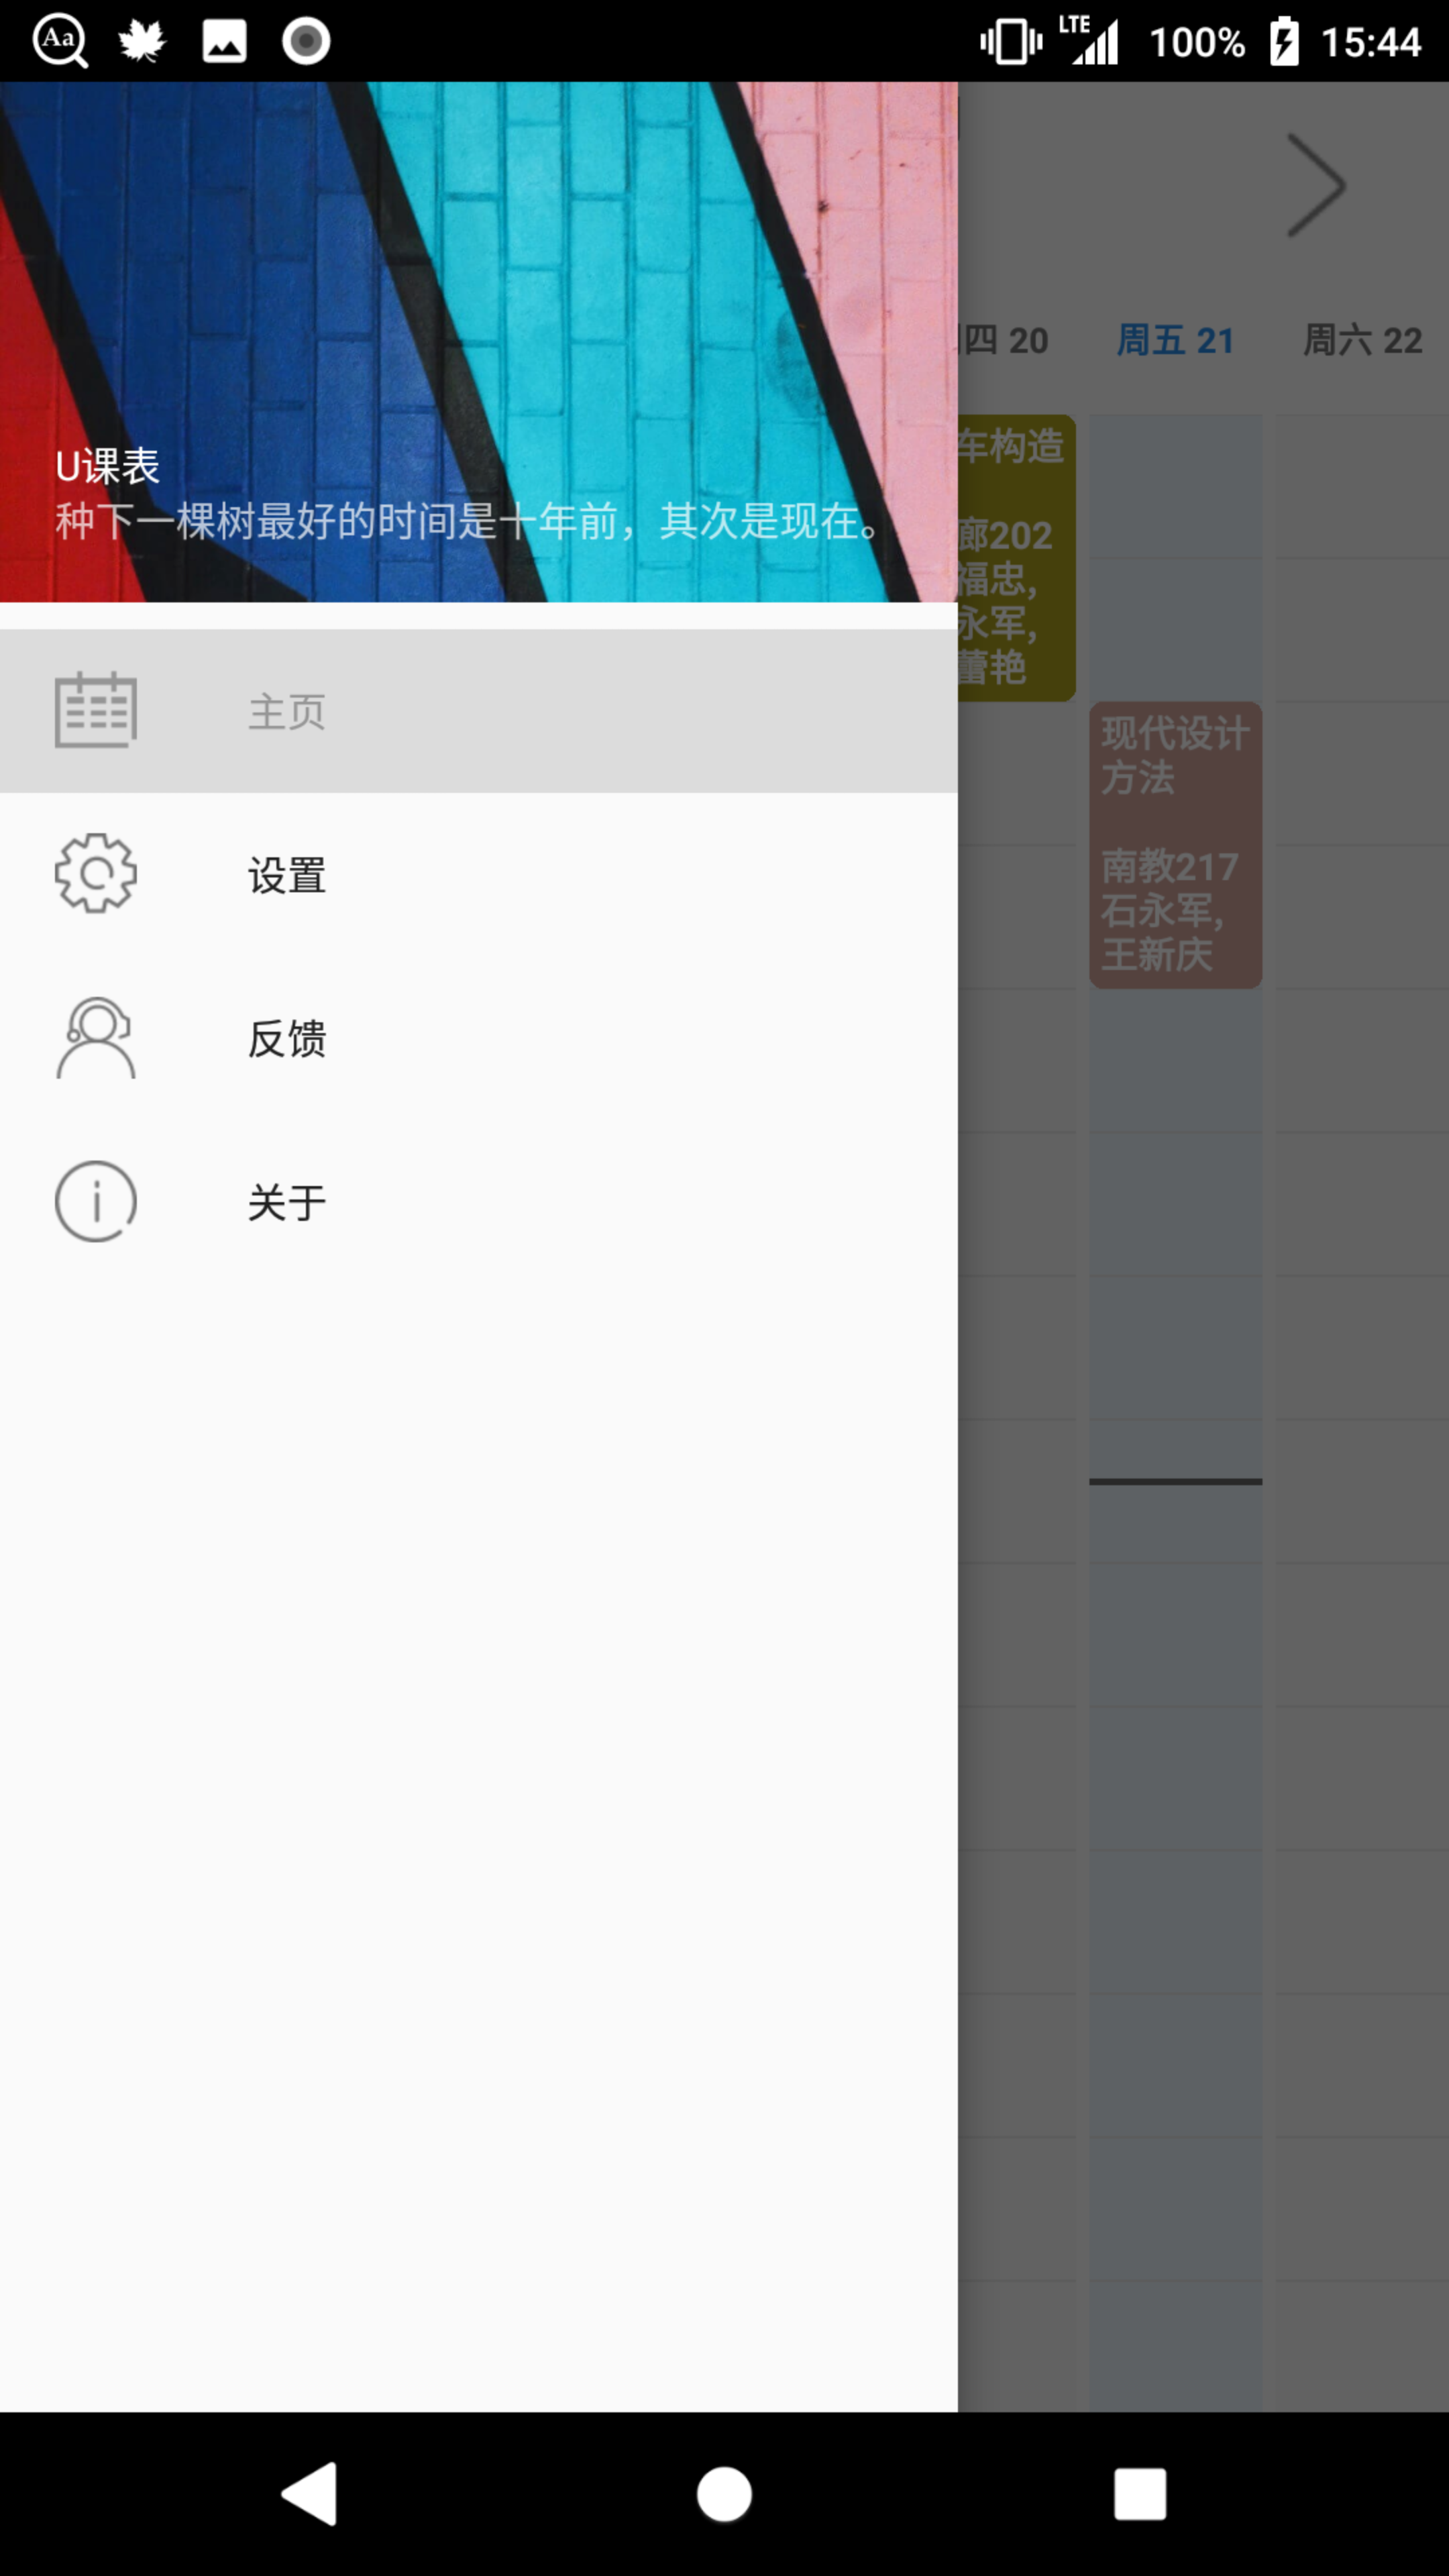 Aa
LTE
100%
15:44
U课表
种下一棵树最好的时间是十年前，其次是现在。
主页
设置
反馈
关于
四 20
周五 21
周六 22
车构造
廊202
福忠,
永军,
蕾艳
现代设计
方法
南教217
石永军,
王新庆